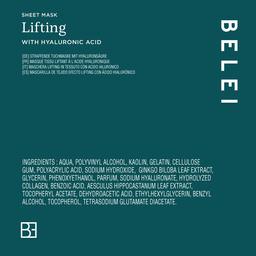 SHEET MASK
Lifting
WITH HYALURONIC ACID
[DE] STRAFFENDE TUCHMASKE MIT HYALURONSÄURE
[FR] MASQUE TISSU LIFTANT À L'ACIDE HYALURONIQUE
[IT] MASCHERA LIFTING IN TESSUTO CON ACIDO IALURONICO
[ES] MASCARILLA DE TEJIDO EFECTO LIFTING CON ÁCIDO HIALURÓNICO
BELEI
INGREDIENTS : AQUA, POLYVINYL ALCOHOL, KAOLIN, GELATIN, CELLULOSE
GUM, POLYACRYLIC ACID, SODIUM HYDROXIDE, GINKGO BILOBA LEAF EXTRACT,
GLYCERIN, PHENOXYETHANOL, PARFUM, SODIUM HYALURONATE, HYDROLYZED
COLLAGEN, BENZOIC ACID, AESCULUS HIPPOCASTANUM LEAF EXTRACT,
TOCOPHERYL ACETATE, DEHYDROACETIC ACID, ETHYLHEXYLGLYCERIN, BENZYL
ALCOHOL, TOCOPHEROL, TETRASODIUM GLUTAMATE DIACETATE.